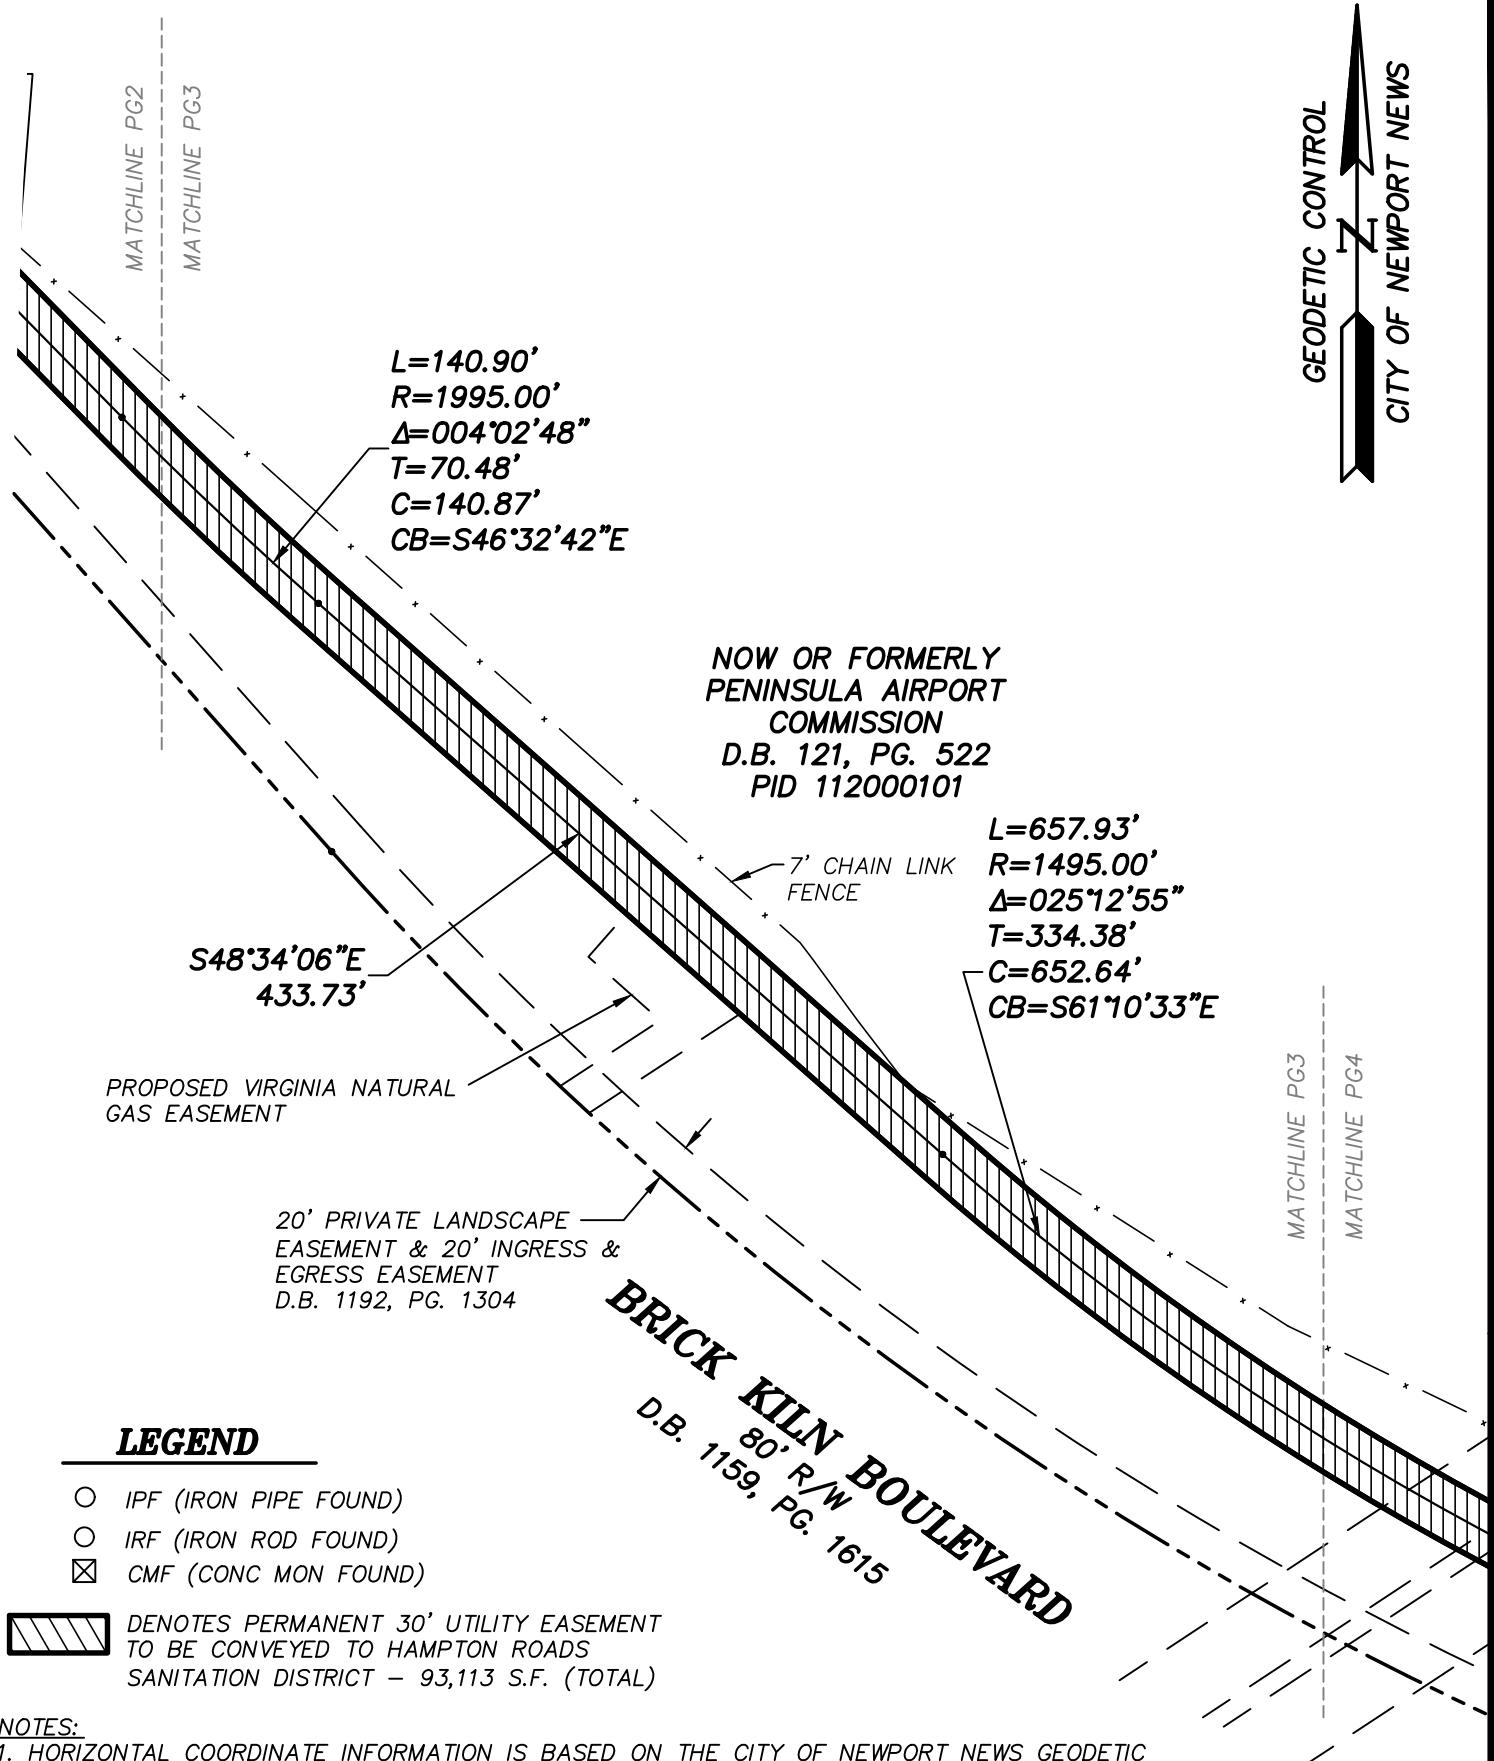 MATCHLINE PG2
MATCHLINE PG3
GEODETIC CONTROL
N
CITY OF NEWPORT NEWS
L=140.90'
R=1995.00'
Δ=004°02'48"
T=70.48'
C=140.87'
CB=S46°32'42"E
NOW OR FORMERLY
PENINSULA AIRPORT
COMMISSION
D.B. 121, PG. 522
PID 112000101
L=657.93'
R=1495.00'
Δ=025°12'55"
T=334.38'
C=652.64'
CB=S61°10'33"E
7' CHAIN LINK
FENCE
S48°34'06"E
433.73'
PROPOSED VIRGINIA NATURAL
GAS EASEMENT
MATCHLINE PG3
MATCHLINE PG4
20' PRIVATE LANDSCAPE
EASEMENT & 20' INGRESS &
EGRESS EASEMENT
D.B. 1192, PG. 1304
BRICK KILN BOULEVARD
80' R/W
D.B. 1159, PG. 1615
LEGEND
IPF (IRON PIPE FOUND)
IRF (IRON ROD FOUND)
CMF (CONC MON FOUND)
DENOTES PERMANENT 30' UTILITY EASEMENT
TO BE CONVEYED TO HAMPTON ROADS
SANITATION DISTRICT – 93,113 S.F. (TOTAL)
NOTES:
1. HORIZONTAL COORDINATE INFORMATION IS BASED ON THE CITY OF NEWPORT NEWS GEODETIC